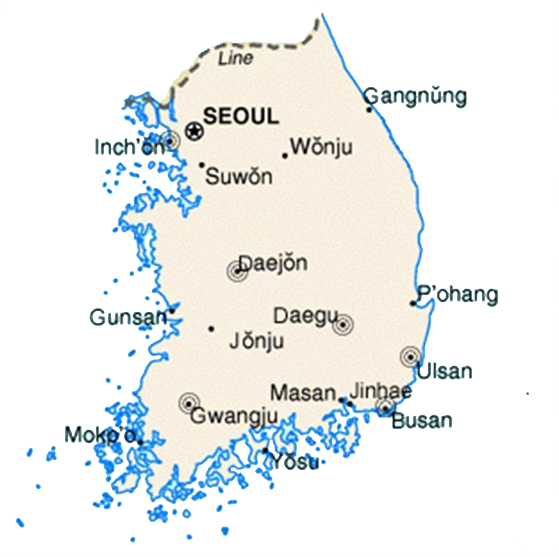 Line
Gangnŭng
SEOUL
Inch'ŏn
Wŏnju
Suwŏn
Daejŏn
P'ohang
Gunsan
Daegu
Jŏnju
Ulsan
Masan
Jinhae
Gwangju
Busan
Mokp'o
Yŏsu